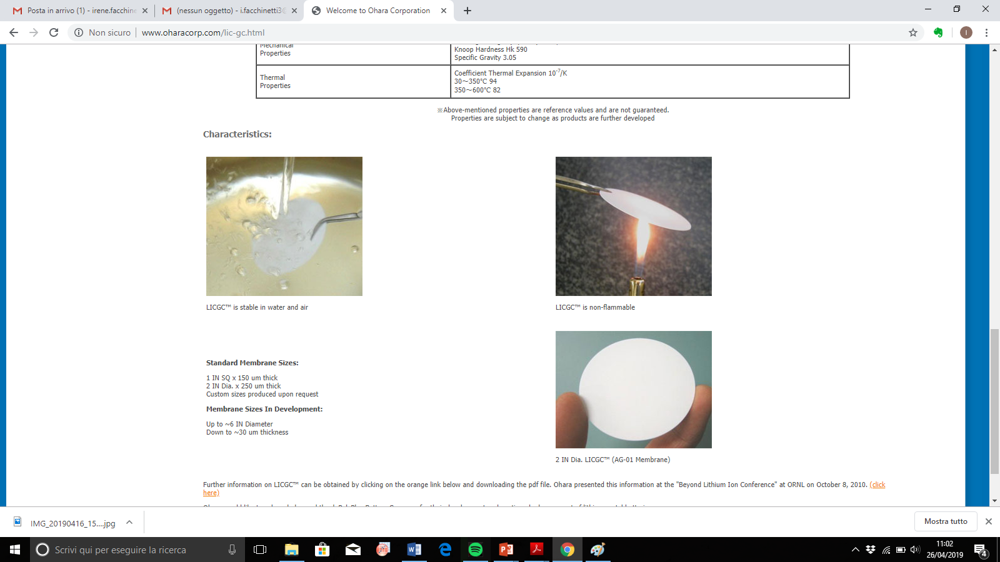 Posta in arrivo (1) - irene.facchine
(nessun oggetto) - i.facchinetti3@
Welcome to Ohara Corporation
Non sicuro
www.oharacorp.com/lic-gc.html
I
Mechanical
Properties
Knoop Hardness Hk 590
Specific Gravity 3.05
Thermal
Properties
Coefficient Thermal Expansion 10⁻⁷/K
30～350°C 94
350～600°C 82
※Above-mentioned properties are reference values and are not guaranteed.
Properties are subject to change as products are further developed
Characteristics:
LICGC™ is stable in water and air
LICGC™ is non-flammable
Standard Membrane Sizes:
1 IN SQ x 150 um thick
2 IN Dia. x 250 um thick
Custom sizes produced upon request
Membrane Sizes In Development:
Up to ~6 IN Diameter
Down to ~30 um thickness
2 IN Dia. LICGC™ (AG-01 Membrane)
Further information on LICGC™ can be obtained by clicking on the orange link below and downloading the pdf file. Ohara presented this information at the "Beyond Lithium Ion Conference" at ORNL on October 8, 2010. (click
here)
IMG_20190416_15....jpg
Mostra tutto
Scrivi qui per eseguire la ricerca
11:02
26/04/2019
4